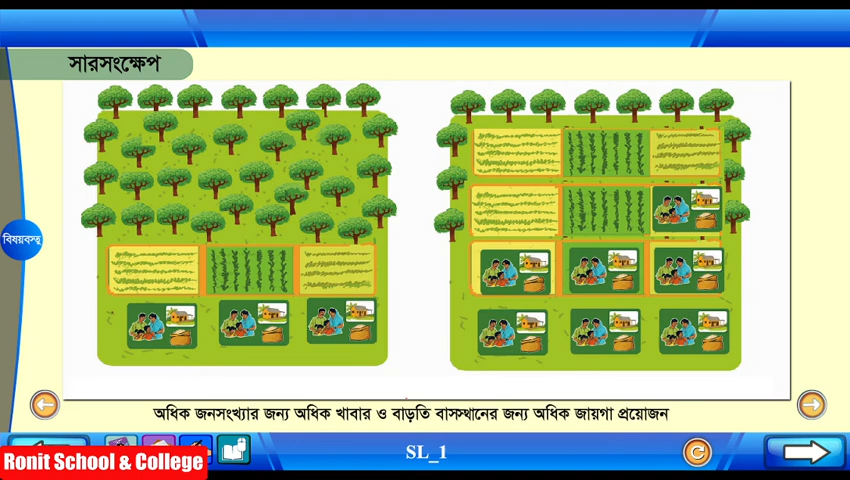 সারসংক্ষেপ
বিষয়বস্তু
অধিক জনসংখ্যার জন্য অধিক খাবার ও বাড়তি বাসস্থানের জন্য অধিক জায়গা প্রয়োজন
SL_1
Ronit School & College